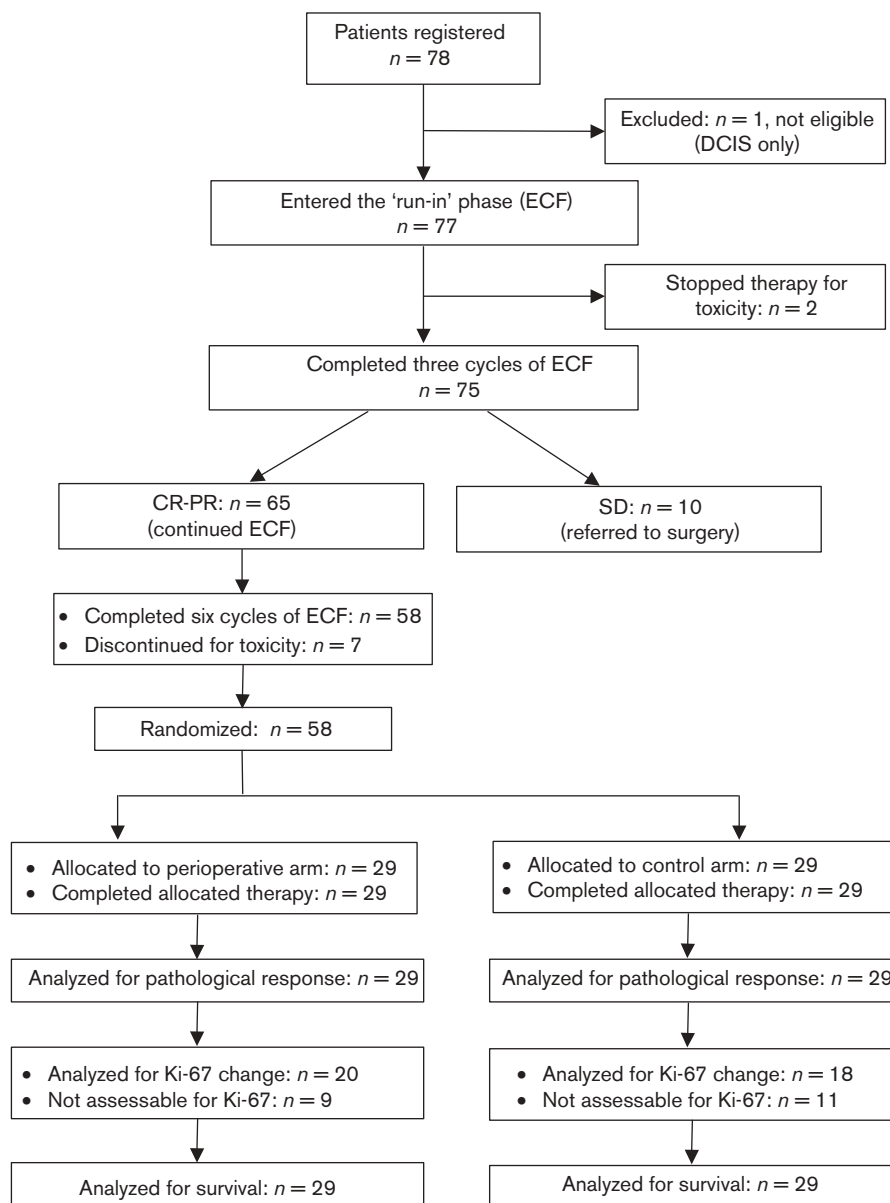 Patients registered
n = 78
Excluded: n = 1, not eligible
(DCIS only)
Entered the ‘run-in’ phase (ECF)
n = 77
Stopped therapy for
toxicity: n = 2
Completed three cycles of ECF
n = 75
CR-PR: n = 65
(continued ECF)
SD: n = 10
(referred to surgery)
• Completed six cycles of ECF: n = 58
• Discontinued for toxicity: n = 7
Randomized: n = 58
• Allocated to perioperative arm: n = 29
• Completed allocated therapy: n = 29
• Allocated to control arm: n = 29
• Completed allocated therapy: n = 29
Analyzed for pathological response: n = 29
Analyzed for pathological response: n = 29
• Analyzed for Ki-67 change: n = 20
• Not assessable for Ki-67: n = 9
• Analyzed for Ki-67 change: n = 18
• Not assessable for Ki-67: n = 11
Analyzed for survival: n = 29
Analyzed for survival: n = 29